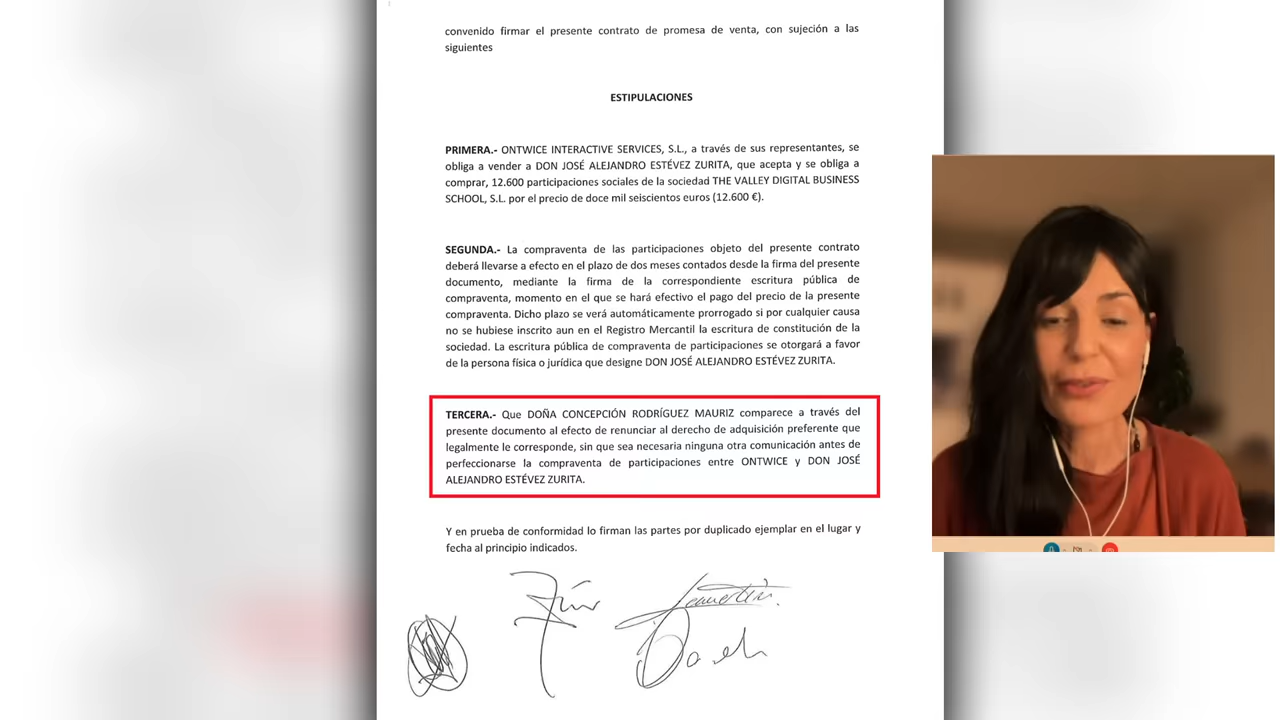 convenido firmar el presente contrato de promesa de venta, con sujeción a las
siguientes
ESTIPULACIONES
PRIMERA.- ONTWICE INTERACTIVE SERVICES, S.L., a través de sus representantes, se
obliga a vender a DON JOSÉ ALEJANDRO ESTÉVEZ ZURITA, que acepta y se obliga a
comprar, 12.600 participaciones sociales de la sociedad THE VALLEY DIGITAL BUSINESS
SCHOOL, S.L. por el precio de doce mil seiscientos euros (12.600 €).
SEGUNDA.- La compraventa de las participaciones objeto del presente contrato
deberá llevarse a efecto en el plazo de dos meses contados desde la firma del presente
documento, mediante la firma de la correspondiente escritura pública de
compraventa, momento en el que se hará efectivo el pago del precio de la presente
compraventa. Dicho plazo se verá automáticamente prorrogado si por cualquier causa
no se hubiese inscrito aun en el Registro Mercantil la escritura de constitución de la
sociedad. La escritura pública de compraventa de participaciones se otorgará a favor
de la persona física o jurídica que designe DON JOSÉ ALEJANDRO ESTÉVEZ ZURITA.
TERCERA.- Que DOÑA CONCEPCIÓN RODRÍGUEZ MAURIZ comparece a través del
presente documento al efecto de renunciar al derecho de adquisición preferente que
legalmente le corresponde, sin que sea necesaria ninguna otra comunicación antes de
perfeccionarse la compraventa de participaciones entre ONTWICE y DON JOSÉ
ALEJANDRO ESTÉVEZ ZURITA.
Y en prueba de conformidad lo firman las partes por duplicado ejemplar en el lugar y
fecha al principio indicados.